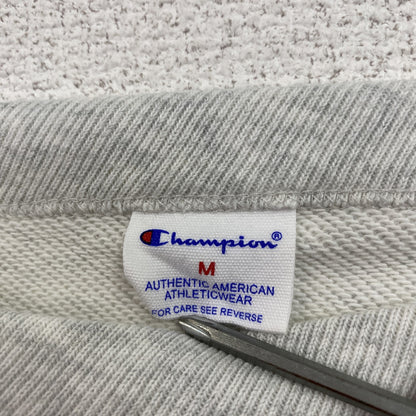 Champion®
M
AUTHENTIC AMERICAN
ATHLETICWEAR
FOR CARE SEE REVERSE